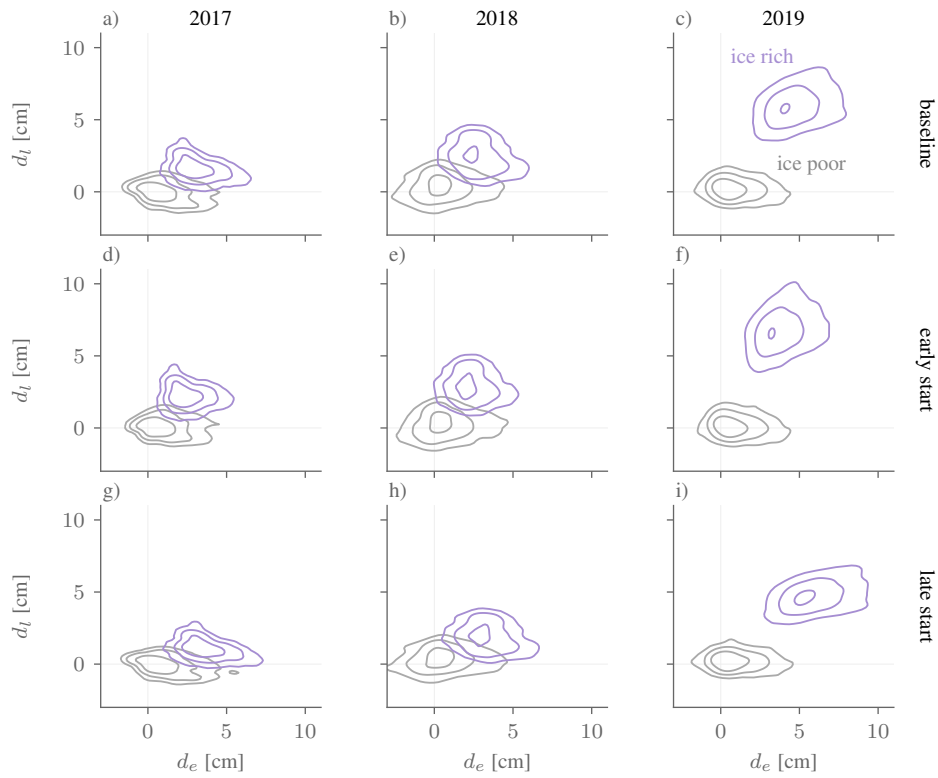 a) 2017 b) 2018 c) 2019
10
5
0
d_l [cm]
ice rich
ice poor
baseline
d) e) f)
10
5
0
d_l [cm]
early start
g) h) i)
10
5
0
d_l [cm]
late start
0 5 10 0 5 10 0 5 10
d_e [cm] d_e [cm] d_e [cm]